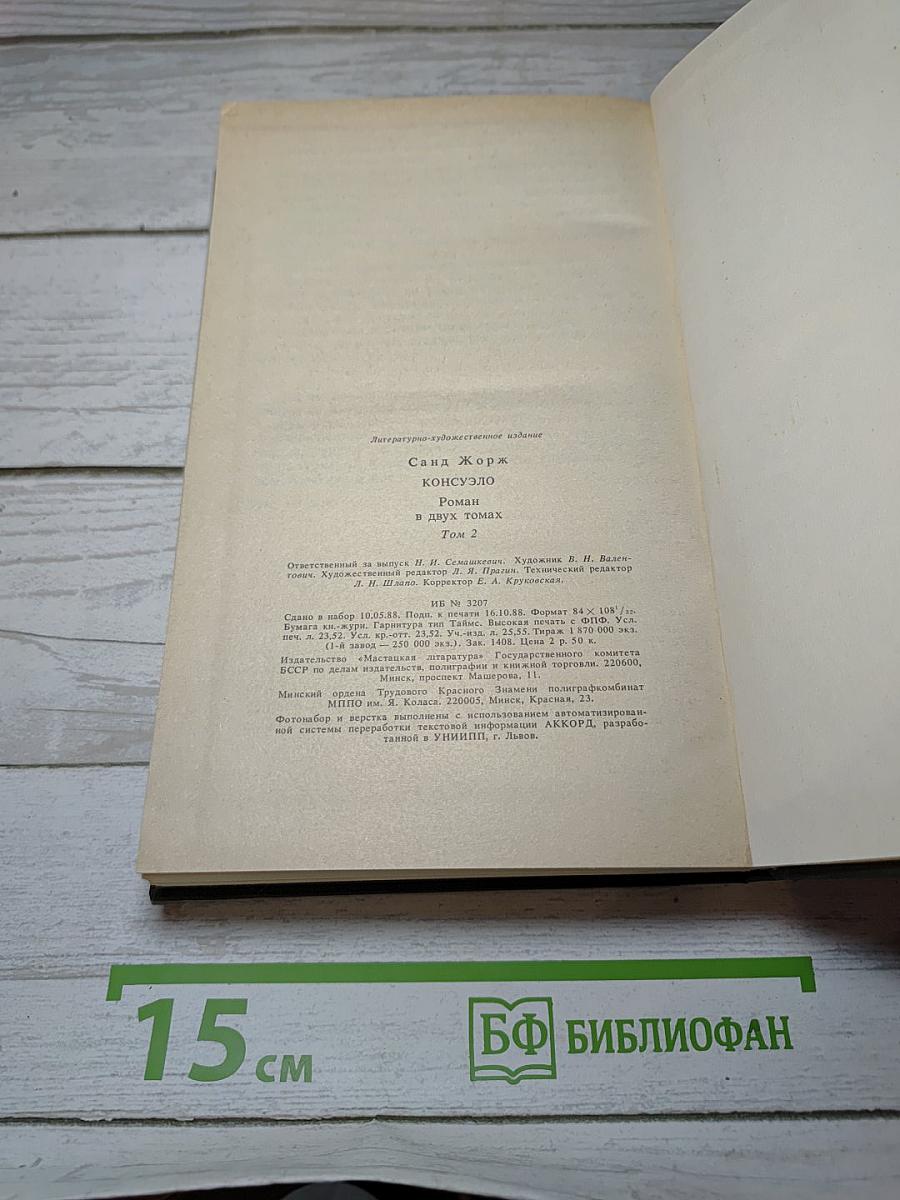 Литературно-художественное издание
Санд Жорж
КОНСУЭЛО
Роман
в двух томах
Том 2
Ответственный за выпуск Н. И. Семашкевич. Художник В. Н. Вален-
тович. Художественный редактор Л. Я. Прагин. Технический редактор
Л. Н. Шлапо. Корректор Е. А. Круковская.
ИБ № 3207
Сдано в набор 10.05.88. Подп. к печати 16.10.88. Формат 84 × 108¹/₃₂.
Бумага кн.-журн. Гарнитура тип Таймс. Высокая печать с ФПФ. Усл.
печ. л. 23,52. Усл. кр.-отт. 23,52. Уч.-изд. л. 25,55. Тираж 1 870 000 экз.
(1-й завод — 250 000 экз.). Зак. 1408. Цена 2 р. 50 к.
Издательство «Мастацкая літаратура» Государственного комитета
БССР по делам издательств, полиграфии и книжной торговли. 220600,
Минск, проспект Машерова, 11.
Минский ордена Трудового Красного Знамени полиграфкомбинат
МППО им. Я. Коласа. 220005, Минск, Красная, 23.
Фотонабор и верстка выполнены с использованием автоматизирован-
ной системы переработки текстовой информации АККОРД, разрабо-
танной в УНИИПП, г. Львов.
15 см
БФ БИБЛИОФАН